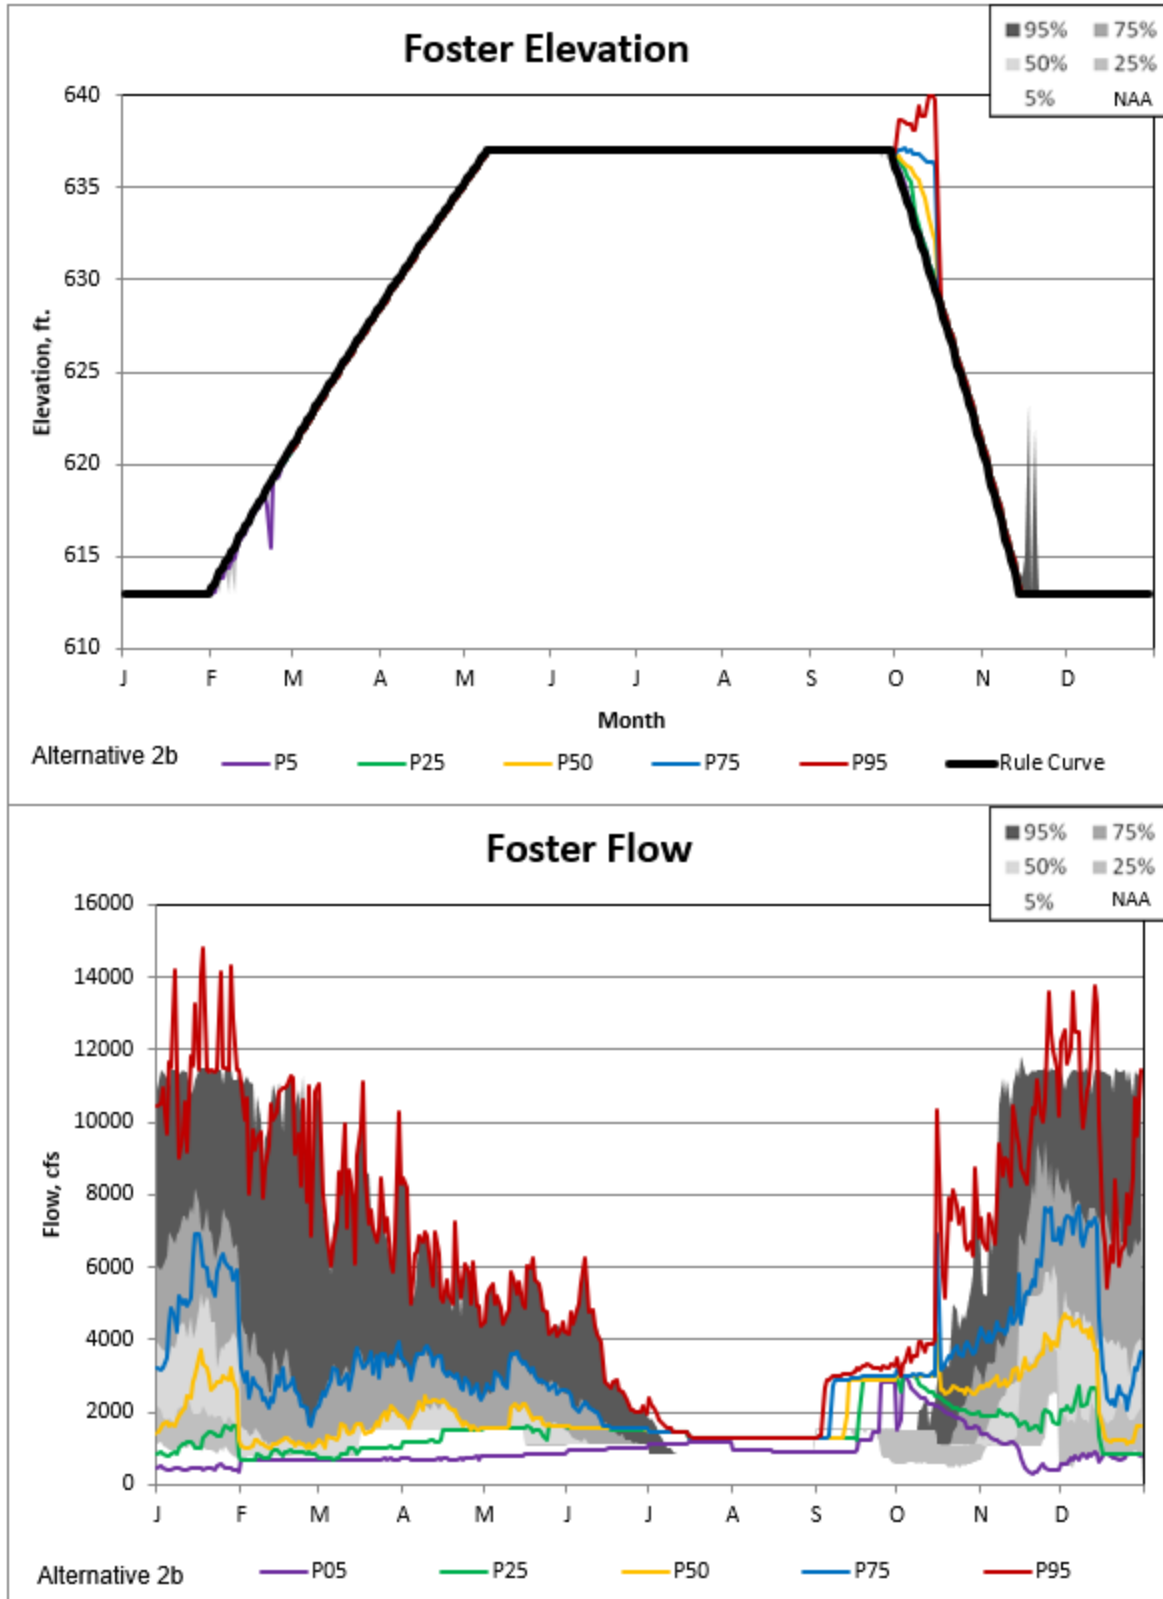 Foster Elevation
95% 75%
50% 25%
5% NAA
640
635
630
625
620
615
610
Elevation, ft.
J F M A M J J A S O N D
Month
Alternative 2b P5 P25 P50 P75 P95 Rule Curve
Foster Flow
95% 75%
50% 25%
5% NAA
16000
14000
12000
10000
8000
6000
4000
2000
0
Flow, cfs
J F M A M J J A S O N D
Alternative 2b P05 P25 P50 P75 P95